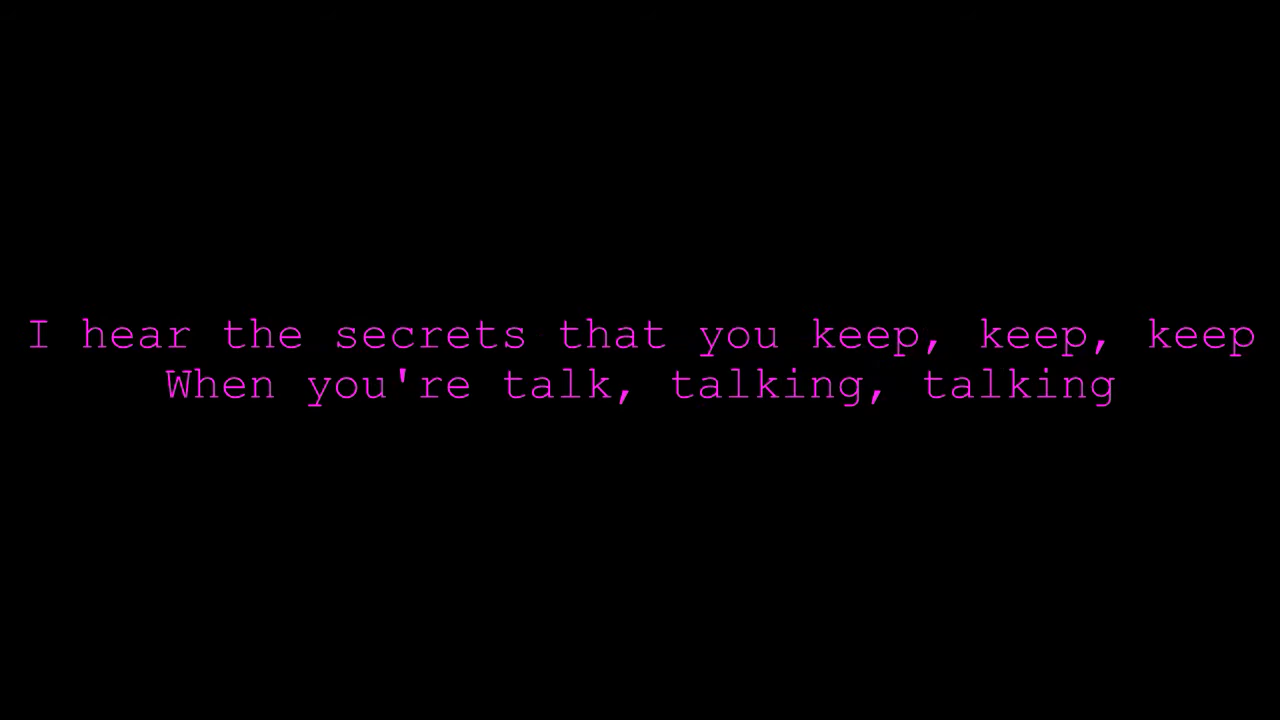 I hear the secrets that you keep, keep, keep
When you're talk, talking, talking